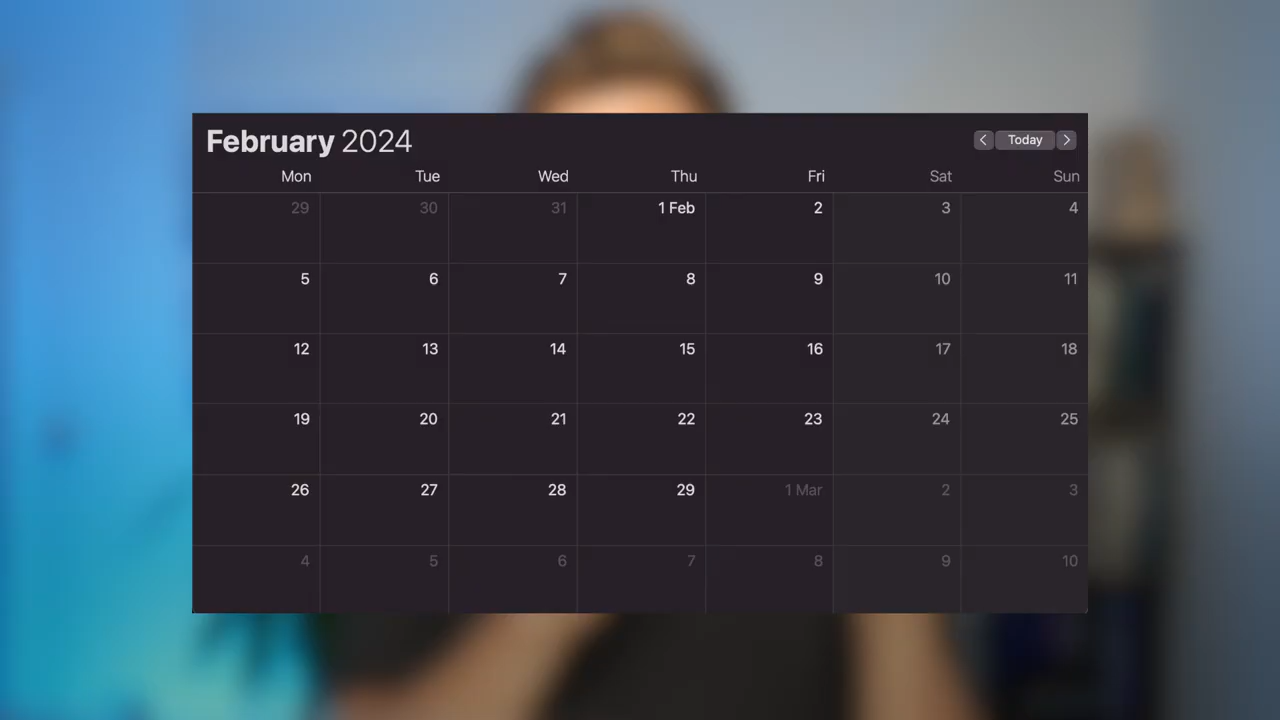 February 2024
< Today >
Mon Tue Wed Thu Fri Sat Sun
29 30 31 1 Feb 2 3 4
5 6 7 8 9 10 11
12 13 14 15 16 17 18
19 20 21 22 23 24 25
26 27 28 29 1 Mar 2 3
4 5 6 7 8 9 10